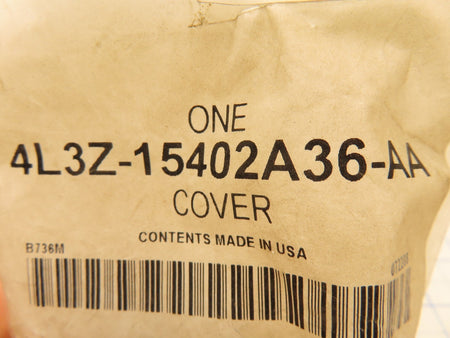 ONE
4L3Z-15402A36-AA
COVER
CONTENTS MADE IN USA
B736M